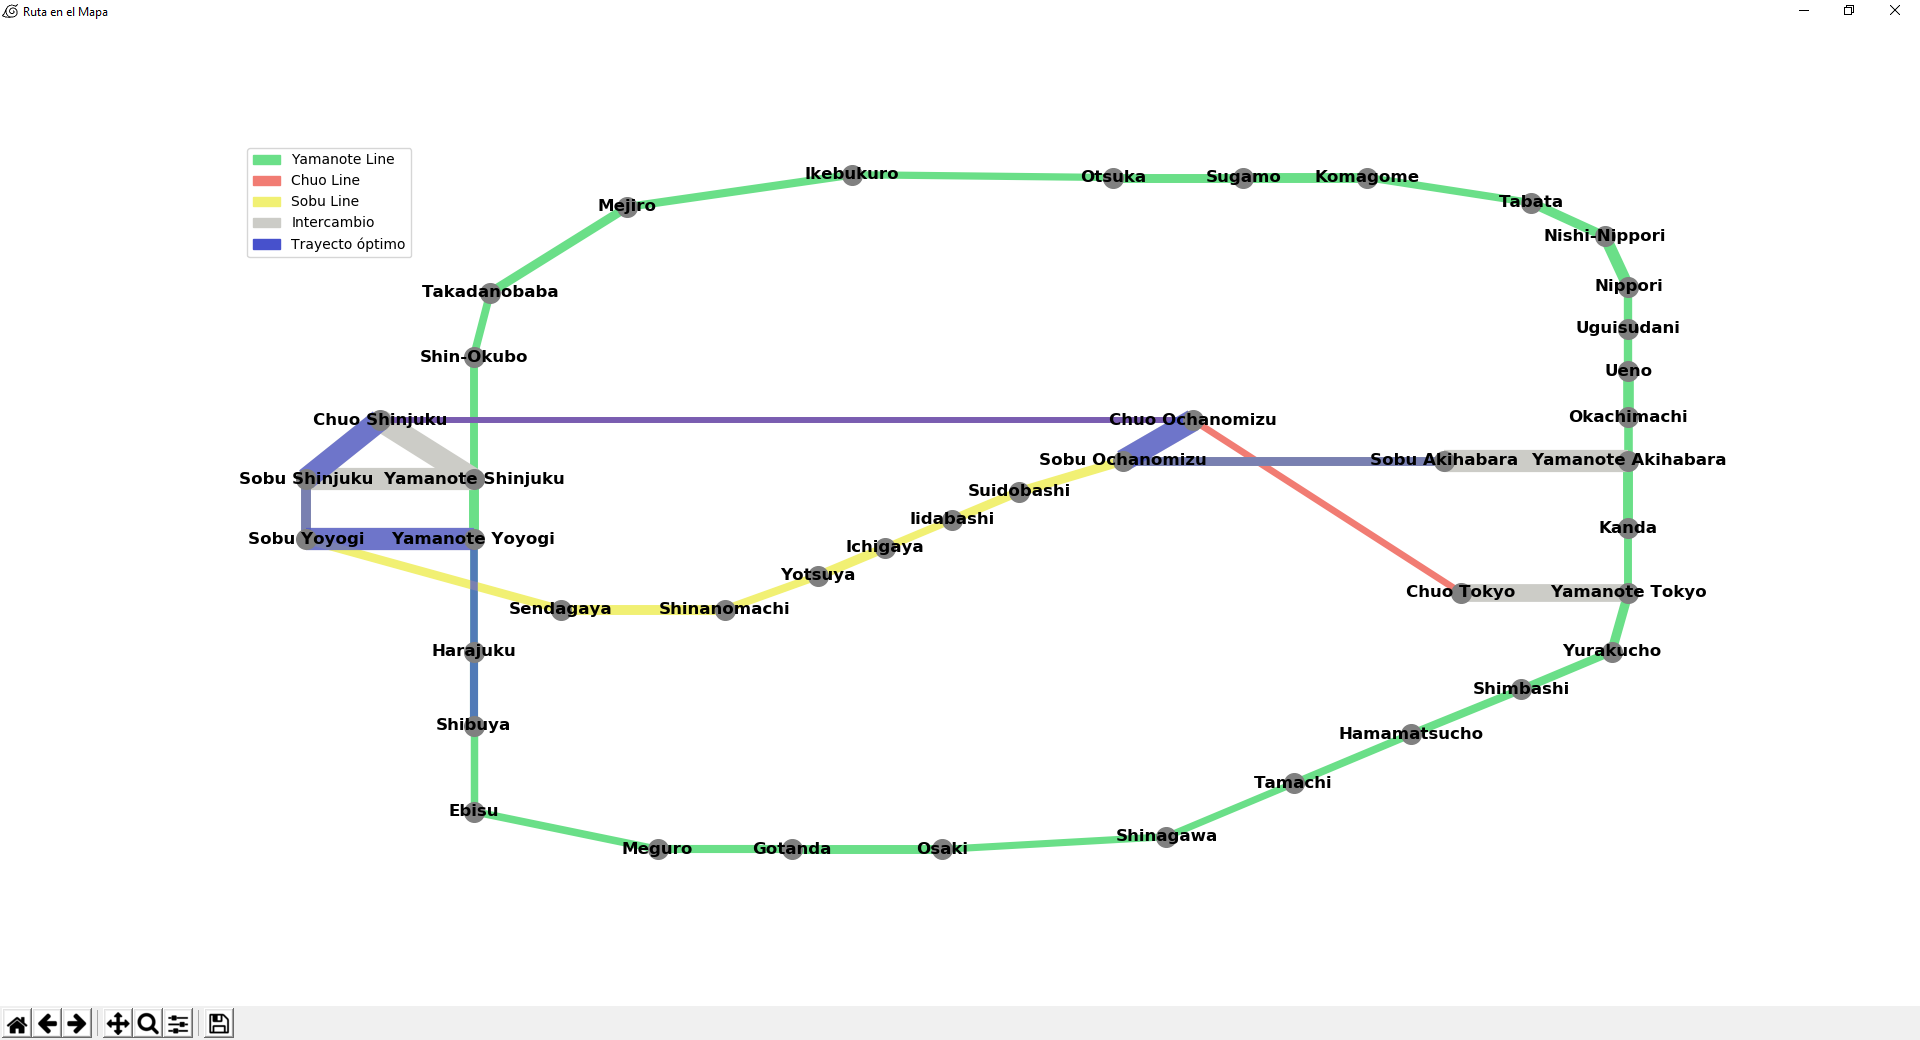 Ruta en el Mapa
Yamanote Line
Chuo Line
Sobu Line
Intercambio
Trayecto óptimo
Ikebukuro
Otsuka
Sugamo
Komagome
Mejiro
Tabata
Nishi-Nippori
Takadanobaba
Nippori
Uguisudani
Shin-Okubo
Ueno
Chuo Shinjuku
Chuo Ochanomizu
Okachimachi
Sobu Ochanomizu
Sobu Akihabara
Yamanote Akihabara
Sobu Shinjuku
Yamanote Shinjuku
Suidobashi
Iidabashi
Kanda
Sobu Yoyogi
Yamanote Yoyogi
Ichigaya
Yotsuya
Chuo Tokyo
Yamanote Tokyo
Sendagaya
Shinanomachi
Harajuku
Yurakucho
Shimbashi
Shibuya
Hamamatsucho
Tamachi
Ebisu
Shinagawa
Meguro
Gotanda
Osaki